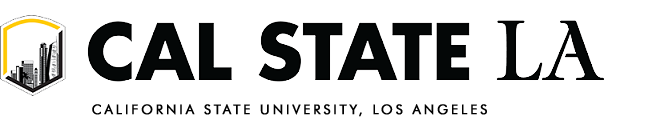 CAL STATE LA
CALIFORNIA STATE UNIVERSITY, LOS ANGELES